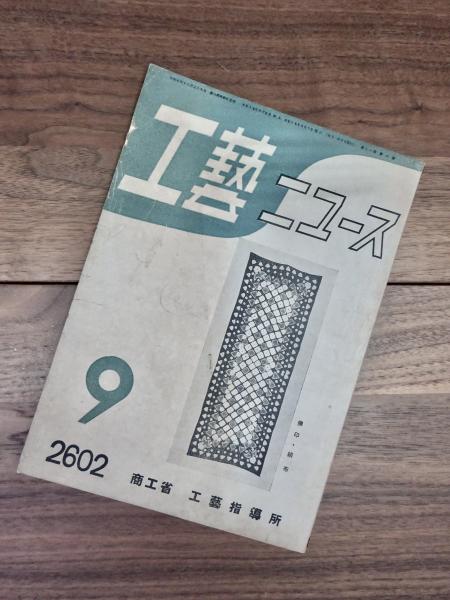 工藝
ニュース
9
2602
商工省 工藝指導所